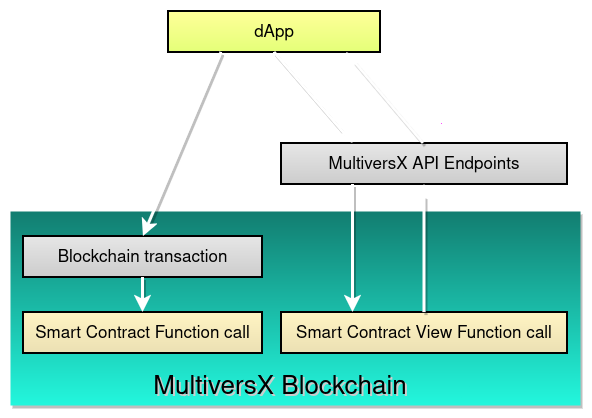 dApp
MultiversX API Endpoints
Blockchain transaction
Smart Contract Function call
Smart Contract View Function call
MultiversX Blockchain